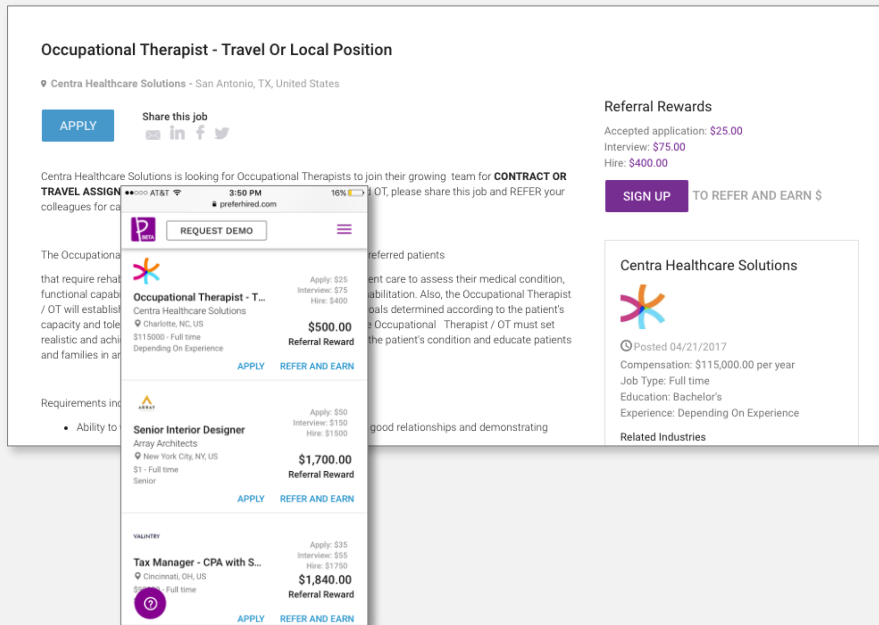 Occupational Therapist - Travel Or Local Position
Centra Healthcare Solutions - San Antonio, TX, United States
APPLY
Share this job
Centra Healthcare Solutions is looking for Occupational Therapists to join their growing team for CONTRACT OR
TRAVEL ASSIGN
OT, please share this job and REFER your
colleagues for ca
The Occupationa
referred patients
that require rehab
ent care to assess their medical condition,
functional capabi
abilitation. Also, the Occupational Therapist
/ OT will establish
oals determined according to the patient's
capacity and tole
e Occupational Therapist / OT must set
realistic and achi
the patient's condition and educate patients
and families in ar
Requirements inc
Ability to
good relationships and demonstrating
Referral Rewards
Accepted application: $25.00
Interview: $75.00
Hire: $400.00
SIGN UP TO REFER AND EARN $
Centra Healthcare Solutions
Posted 04/21/2017
Compensation: $115,000.00 per year
Job Type: Full time
Education: Bachelor's
Experience: Depending On Experience
Related Industries
AT&T 3:50 PM 16%
preferhired.com
BETA
REQUEST DEMO
Apply: $25
Interview: $75
Hire: $400
Occupational Therapist - T...
Centra Healthcare Solutions
Charlotte, NC, US
$115000 - Full time
Depending On Experience
$500.00
Referral Reward
APPLY REFER AND EARN
ARRAY
Apply: $50
Interview: $150
Hire: $1500
Senior Interior Designer
Array Architects
New York City, NY, US
$1 - Full time
Senior
$1,700.00
Referral Reward
APPLY REFER AND EARN
VALINTRY
Apply: $35
Interview: $55
Hire: $1750
Tax Manager - CPA with S...
Cincinnati, OH, US
- Full time
$1,840.00
Referral Reward
APPLY REFER AND EARN